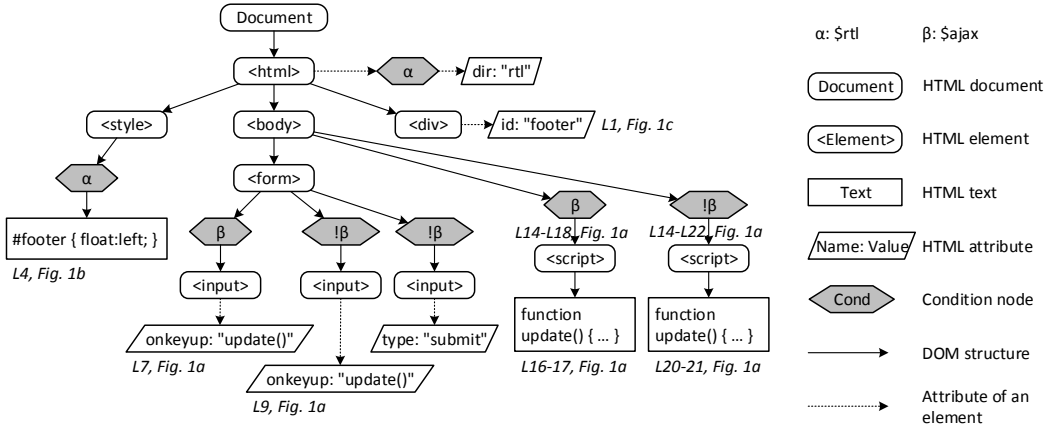 Document
<html>
α
dir: "rtl"
<style>
<body>
<div>
id: "footer"
L1, Fig. 1c
α
<form>
#footer { float:left; }
L4, Fig. 1b
β
!β
!β
β
!β
L14-L18, Fig. 1a
L14-L22, Fig. 1a
<input>
<input>
<input>
<script>
<script>
onkeyup: "update()"
L7, Fig. 1a
type: "submit"
function
update() { ... }
L16-17, Fig. 1a
function
update() { ... }
L20-21, Fig. 1a
onkeyup: "update()"
L9, Fig. 1a
α: $rtl
β: $ajax
Document
HTML document
<Element>
HTML element
Text
HTML text
Name: Value
HTML attribute
Cond
Condition node
DOM structure
Attribute of an
element